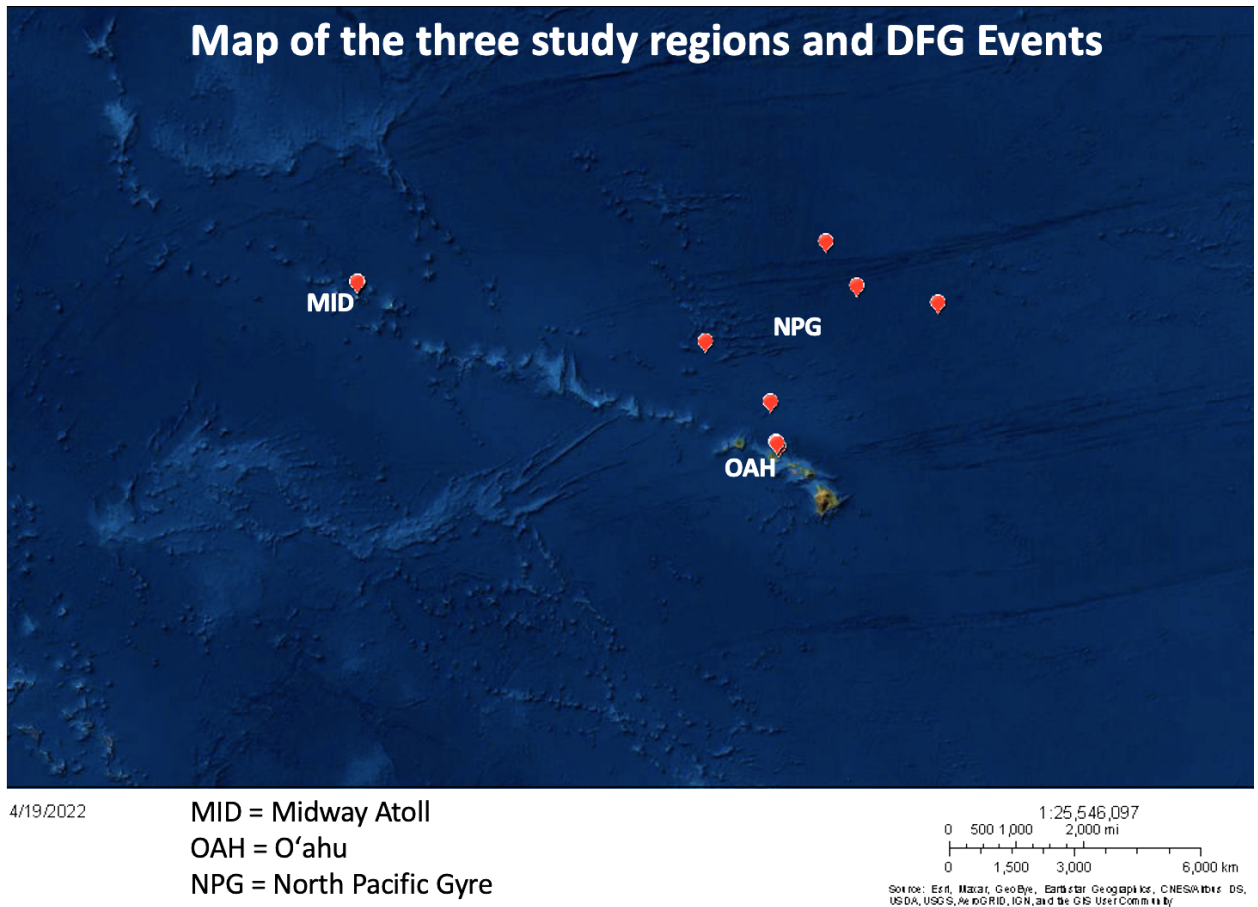 Map of the three study regions and DFG Events
MID
NPG
OAH
4/19/2022
MID = Midway Atoll
OAH = Oʻahu
NPG = North Pacific Gyre
1:25,546,097
0 500 1,000 2,000 mi
0 1,500 3,000 6,000 km
Source: Esri, Maxar, GeoEye, Earthstar Geographics, CNES/Airbus DS,
USDA, USGS, AeroGRID, IGN, and the GIS User Community